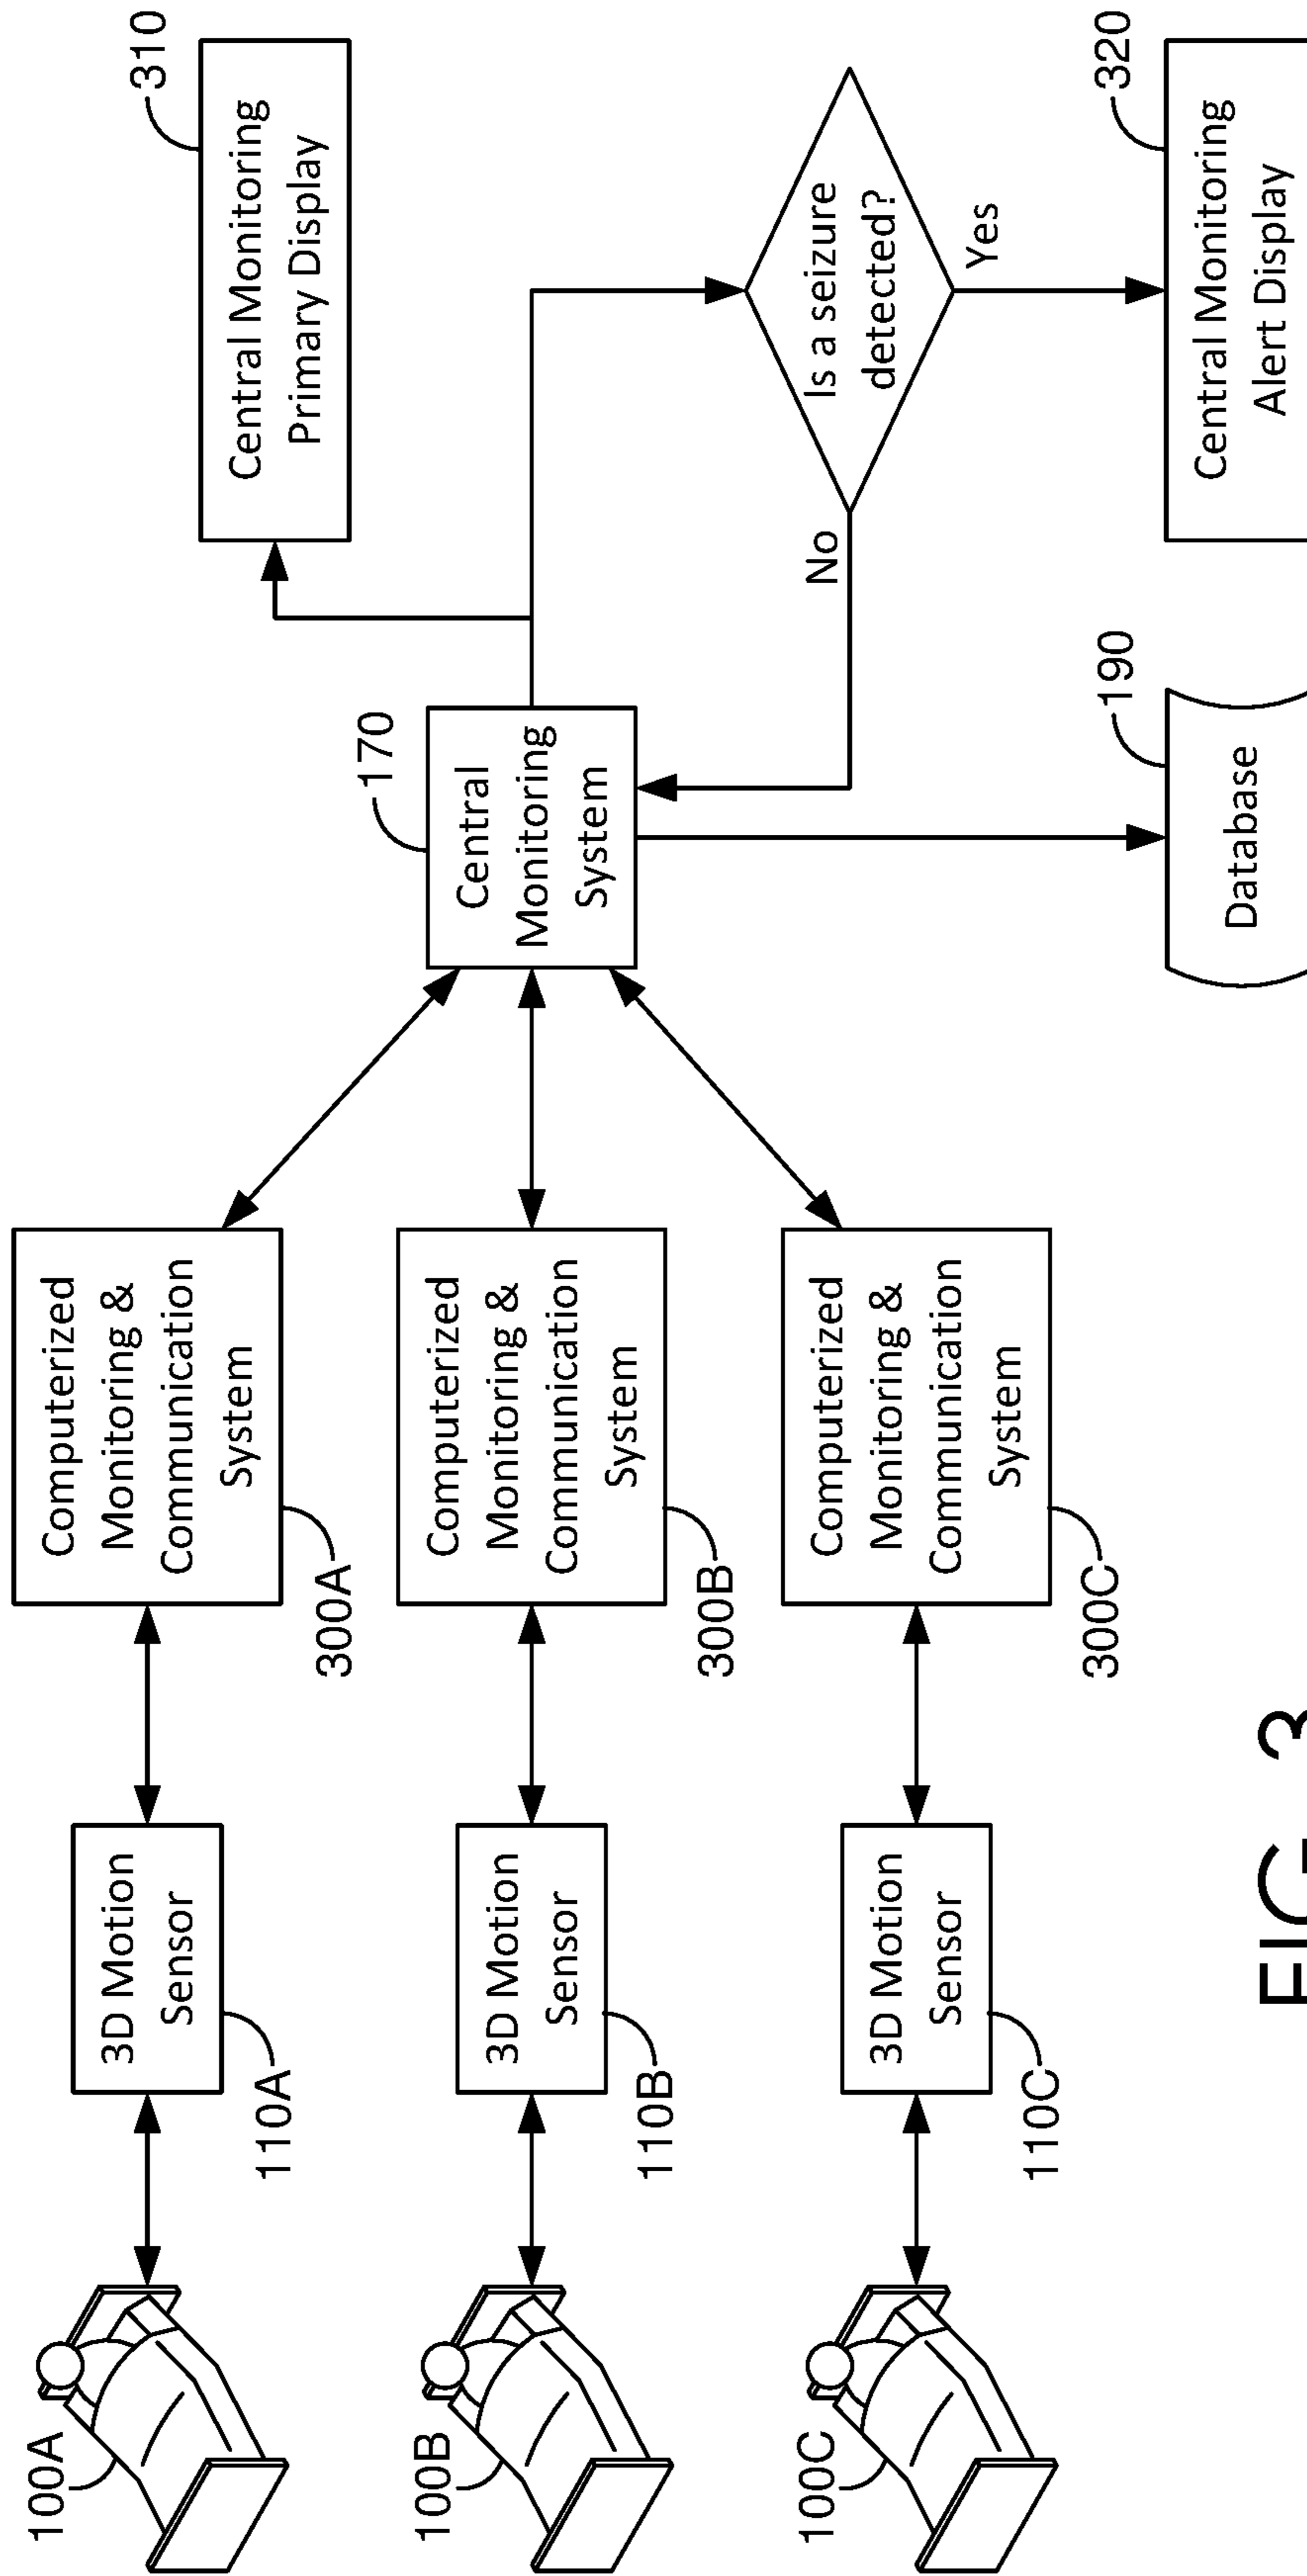 100A
3D Motion
Sensor
110A
Computerized
Monitoring &
Communication
System
300A
100B
3D Motion
Sensor
110B
Computerized
Monitoring &
Communication
System
300B
100C
3D Motion
Sensor
110C
Computerized
Monitoring &
Communication
System
300C
Central
Monitoring
System
170
Central Monitoring
Primary Display
310
Is a seizure
detected?
No
Yes
Database
190
Central Monitoring
Alert Display
320
FIG. 3